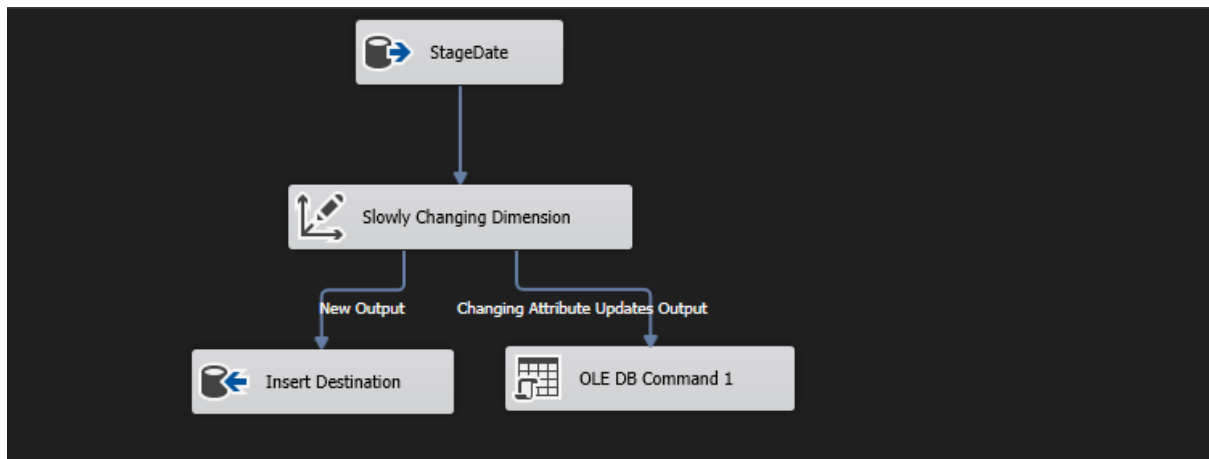 StageDate
Slowly Changing Dimension
New Output
Changing Attribute Updates Output
Insert Destination
OLE DB Command 1